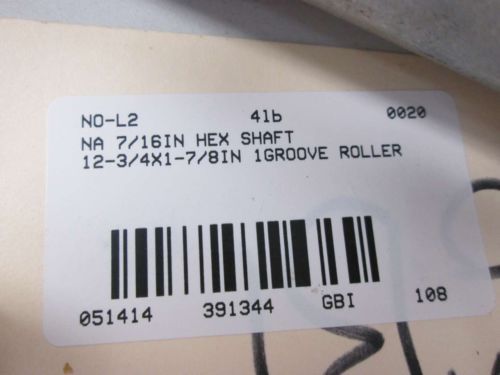 NO-L2 4lb 0020
NA 7/16IN HEX SHAFT
12-3/4X1-7/8IN 1GROOVE ROLLER
051414 391344 GBI 108